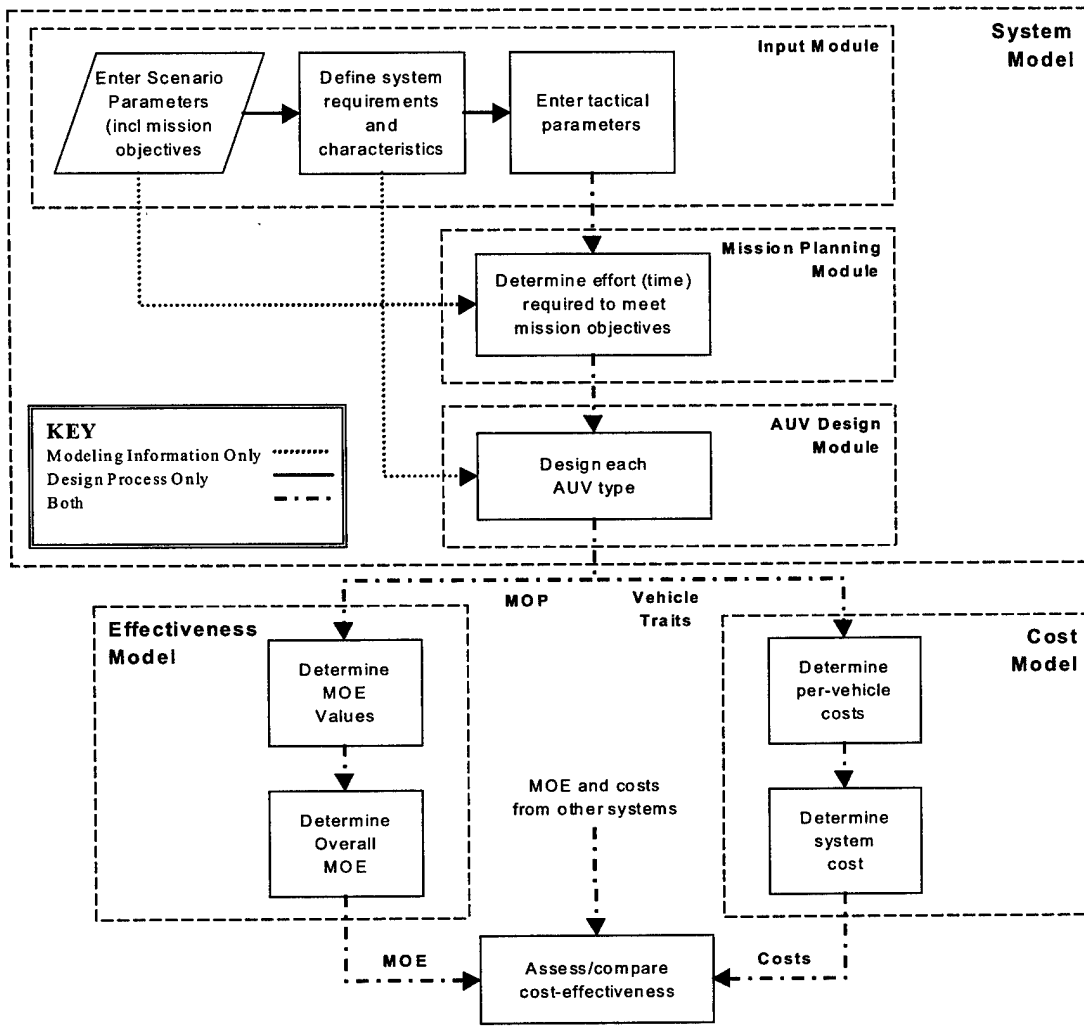 System
Model
Input Module
Enter Scenario
Parameters
(incl mission
objectives
Define system
requirements
and
characteristics
Enter tactical
parameters
Mission Planning
Module
Determine effort (time)
required to meet
mission objectives
KEY
Modeling Information Only
Design Process Only
Both
AUV Design
Module
Design each
AUV type
MOP
Vehicle
Traits
Effectiveness
Model
Determine
MOE
Values
Determine
Overall
MOE
Cost
Model
Determine
per-vehicle
costs
Determine
system
cost
MOE and costs
from other systems
MOE
Assess/compare
cost-effectiveness
Costs